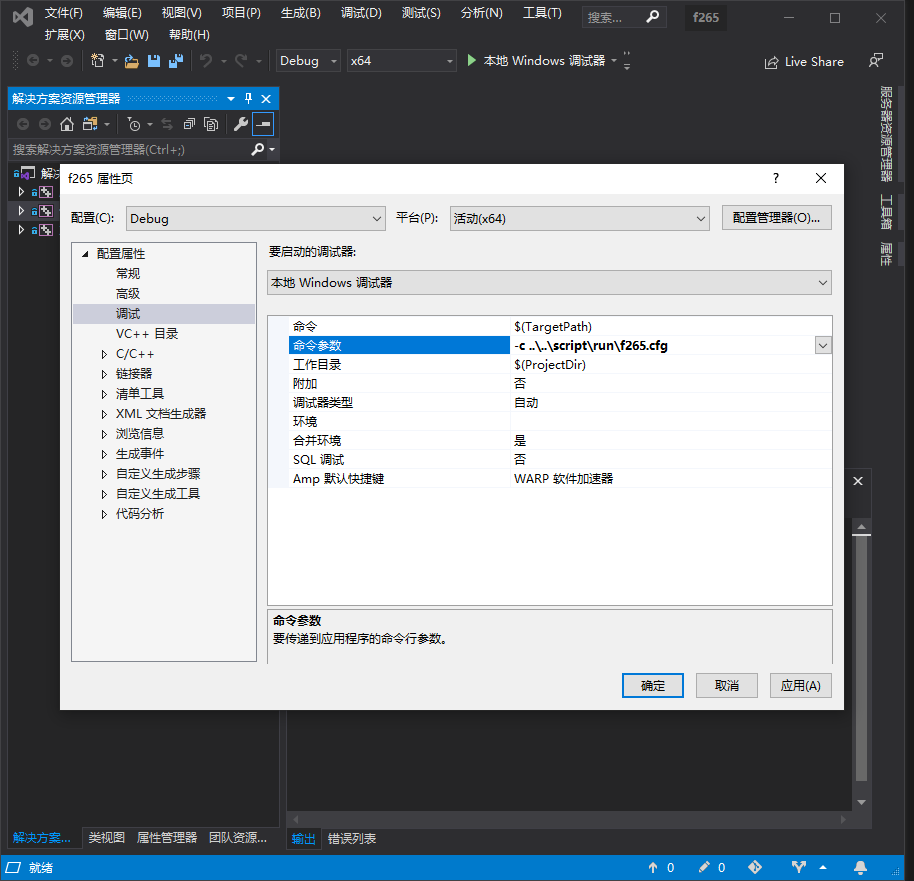 文件(F) 编辑(E) 视图(V) 项目(P) 生成(B) 调试(D) 测试(S) 分析(N) 工具(T) 搜索... f265
扩展(X) 窗口(W) 帮助(H)
Debug x64 本地 Windows 调试器 Live Share
解决方案资源管理器
搜索解决方案资源管理器(Ctrl+;)
服务器资源管理器
工具箱
属性
f265 属性页
? 
配置(C): Debug 平台(P): 活动(x64) 配置管理器(O)...
配置属性
常规
高级
调试
VC++ 目录
C/C++
链接器
清单工具
XML 文档生成器
浏览信息
生成事件
自定义生成步骤
自定义生成工具
代码分析
要启动的调试器:
本地 Windows 调试器
命令 $(TargetPath)
命令参数 -c ..\..\script\run\f265.cfg
工作目录 $(ProjectDir)
附加 否
调试器类型 自动
环境
合并环境 是
SQL 调试 否
Amp 默认快捷键 WARP 软件加速器
命令参数
要传递到应用程序的命令行参数。
确定 取消 应用(A)
解决方案... 类视图 属性管理器 团队资源... 输出 错误列表
就绪 0 0